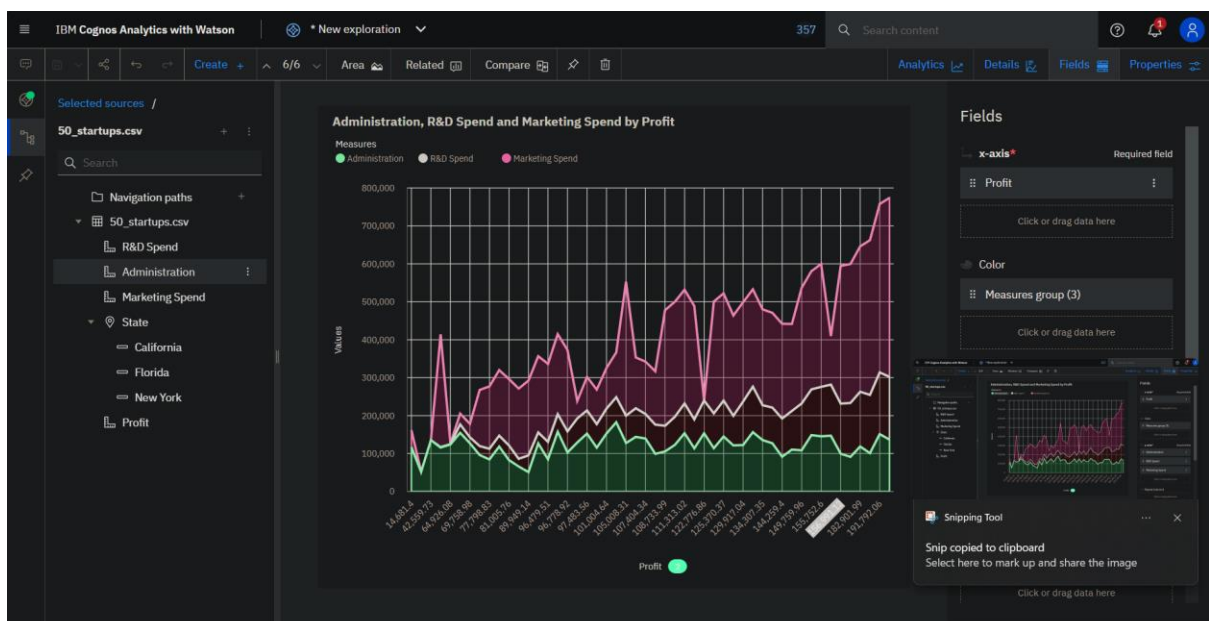 IBM Cognos Analytics with Watson
* New exploration
357
Search content
1
Create +
6/6
Area
Related
Compare
Analytics
Details
Fields
Properties
Selected sources /
50_startups.csv
Search
Navigation paths
50_startups.csv
R&D Spend
Administration
Marketing Spend
State
California
Florida
New York
Profit
Administration, R&D Spend and Marketing Spend by Profit
Measures
Administration
R&D Spend
Marketing Spend
Values
800,000
700,000
600,000
500,000
400,000
300,000
200,000
100,000
0
14,681.4
42,559.73
64,926.08
69,758.98
77,798.83
81,005.76
89,949.14
96,479.51
96,778.92
97,483.56
101,004.64
105,008.31
107,404.34
108,733.99
111,313.02
122,776.86
125,370.37
129,917.04
134,307.35
144,259.4
149,759.96
155,752.6
182,901.99
191,792.06
Profit
Fields
x-axis*
Required field
Profit
Click or drag data here
Color
Measures group (3)
Click or drag data here
Snipping Tool
Snip copied to clipboard
Select here to mark up and share the image
Click or drag data here